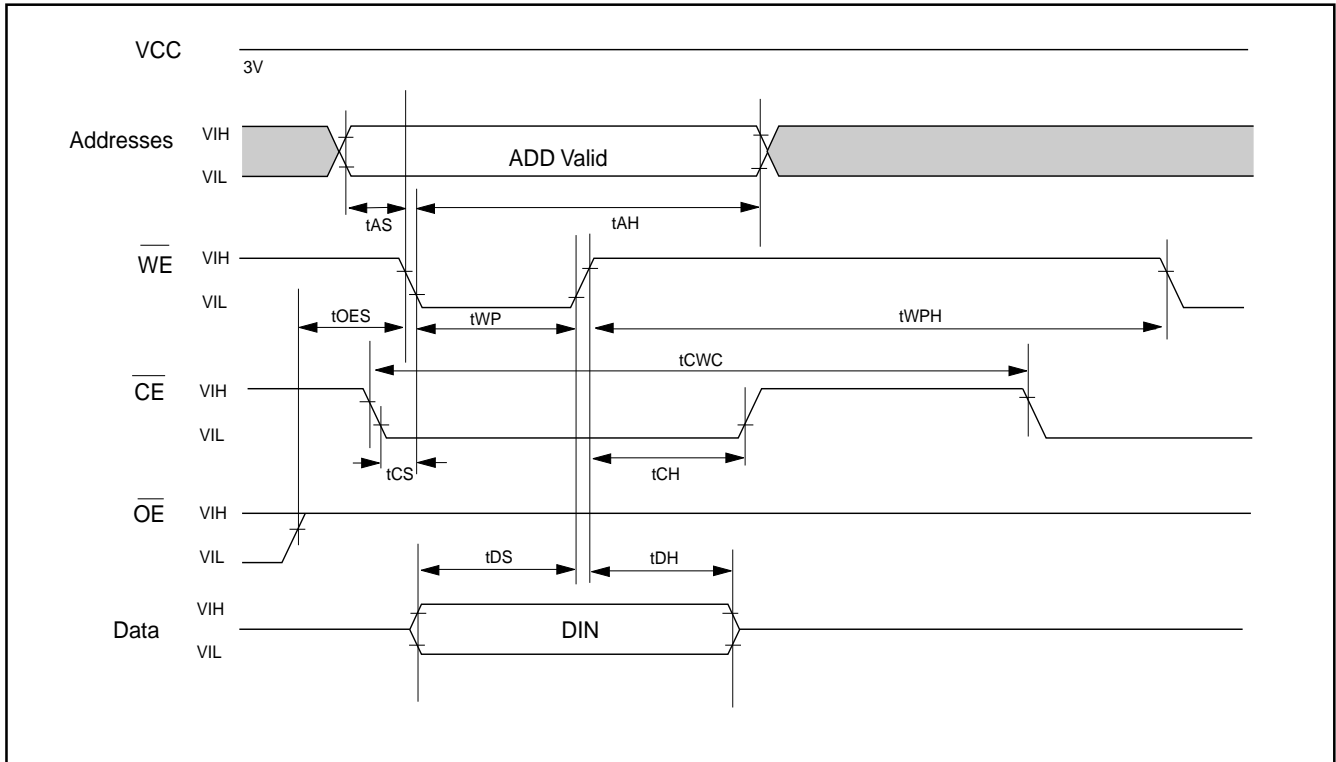 VCC
3V
Addresses
VIH
VIL
ADD Valid
tAS
tAH
WE
VIH
VIL
tOES
tWP
tWPH
tCWC
CE
VIH
VIL
tCS
tCH
OE
VIH
VIL
tDS
tDH
Data
VIH
VIL
DIN